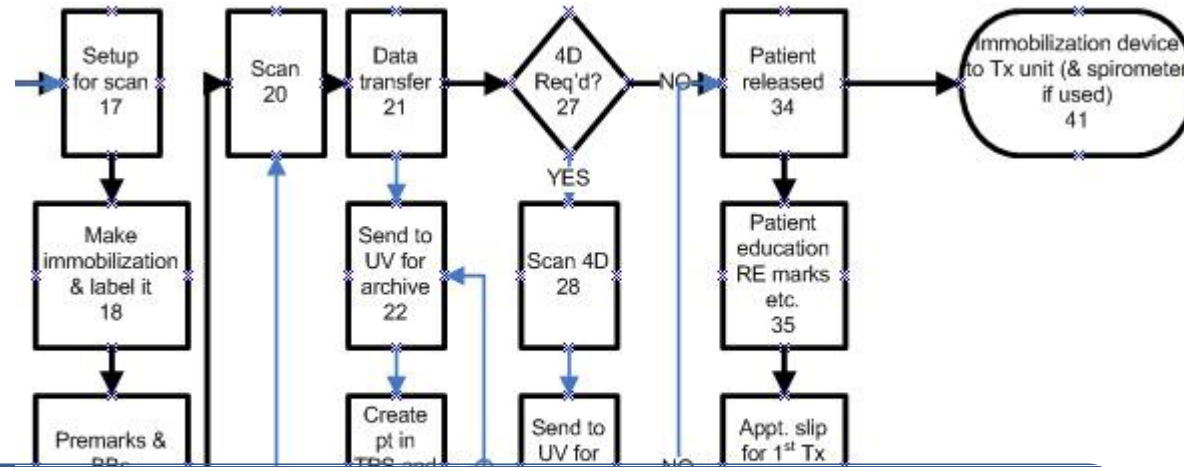 Setup
for scan
17
Scan
20
Data
transfer
21
4D
Req'd?
27
NO
Patient
released
34
Immobilization device
to Tx unit (& spirometer
if used)
41
YES
Make
immobilization
& label it
18
Send to
UV for
archive
22
Scan 4D
28
Patient
education
RE marks
etc.
35
Premarks &
BBs
Create
pt in
TPS and
Send to
UV for
NO
Appt. slip
for 1st Tx